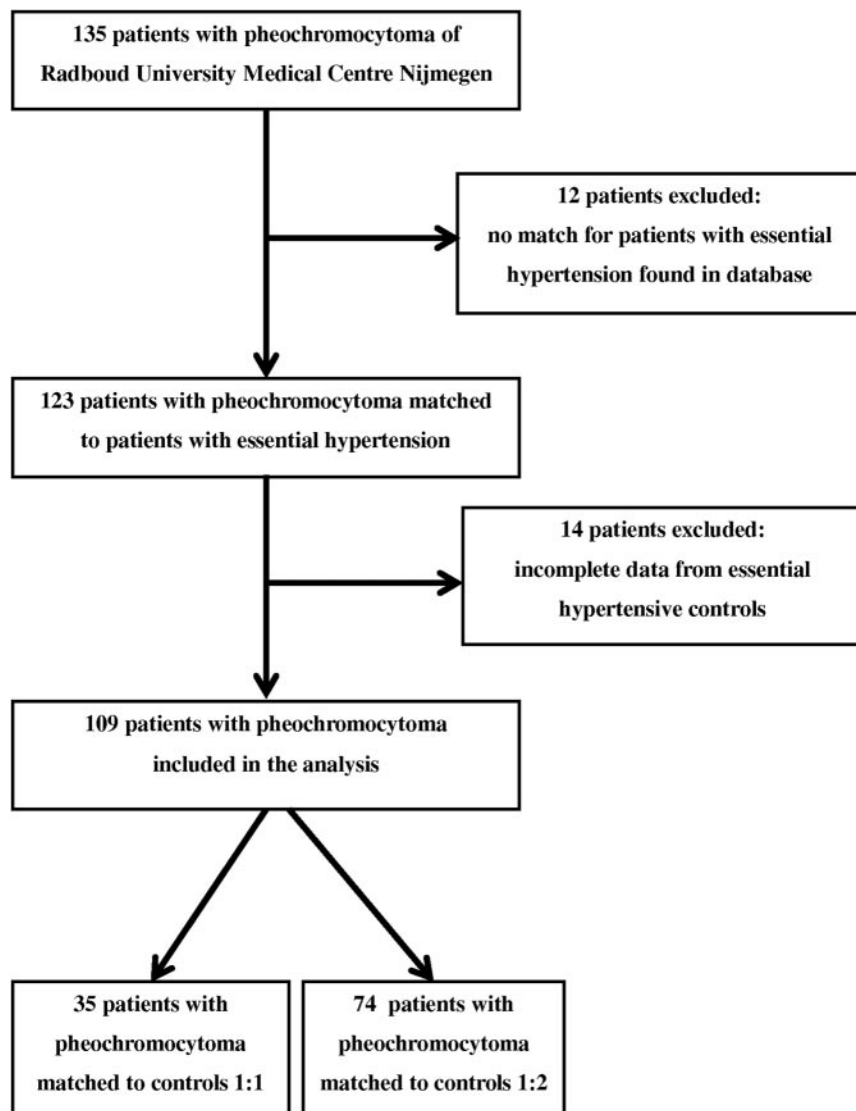 135 patients with pheochromocytoma of
Radboud University Medical Centre Nijmegen
12 patients excluded:
no match for patients with essential
hypertension found in database
123 patients with pheochromocytoma matched
to patients with essential hypertension
14 patients excluded:
incomplete data from essential
hypertensive controls
109 patients with pheochromocytoma
included in the analysis
35 patients with
pheochromocytoma
matched to controls 1:1
74 patients with
pheochromocytoma
matched to controls 1:2